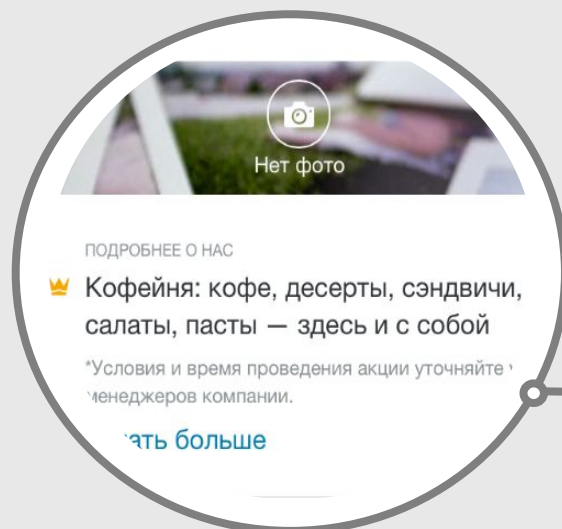 Нет фото
ПОДРОБНЕЕ О НАС
Кофейня: кофе, десерты, сэндвичи,
салаты, пасты — здесь и с собой
*Условия и время проведения акции уточняйте
менеджеров компании.
больше